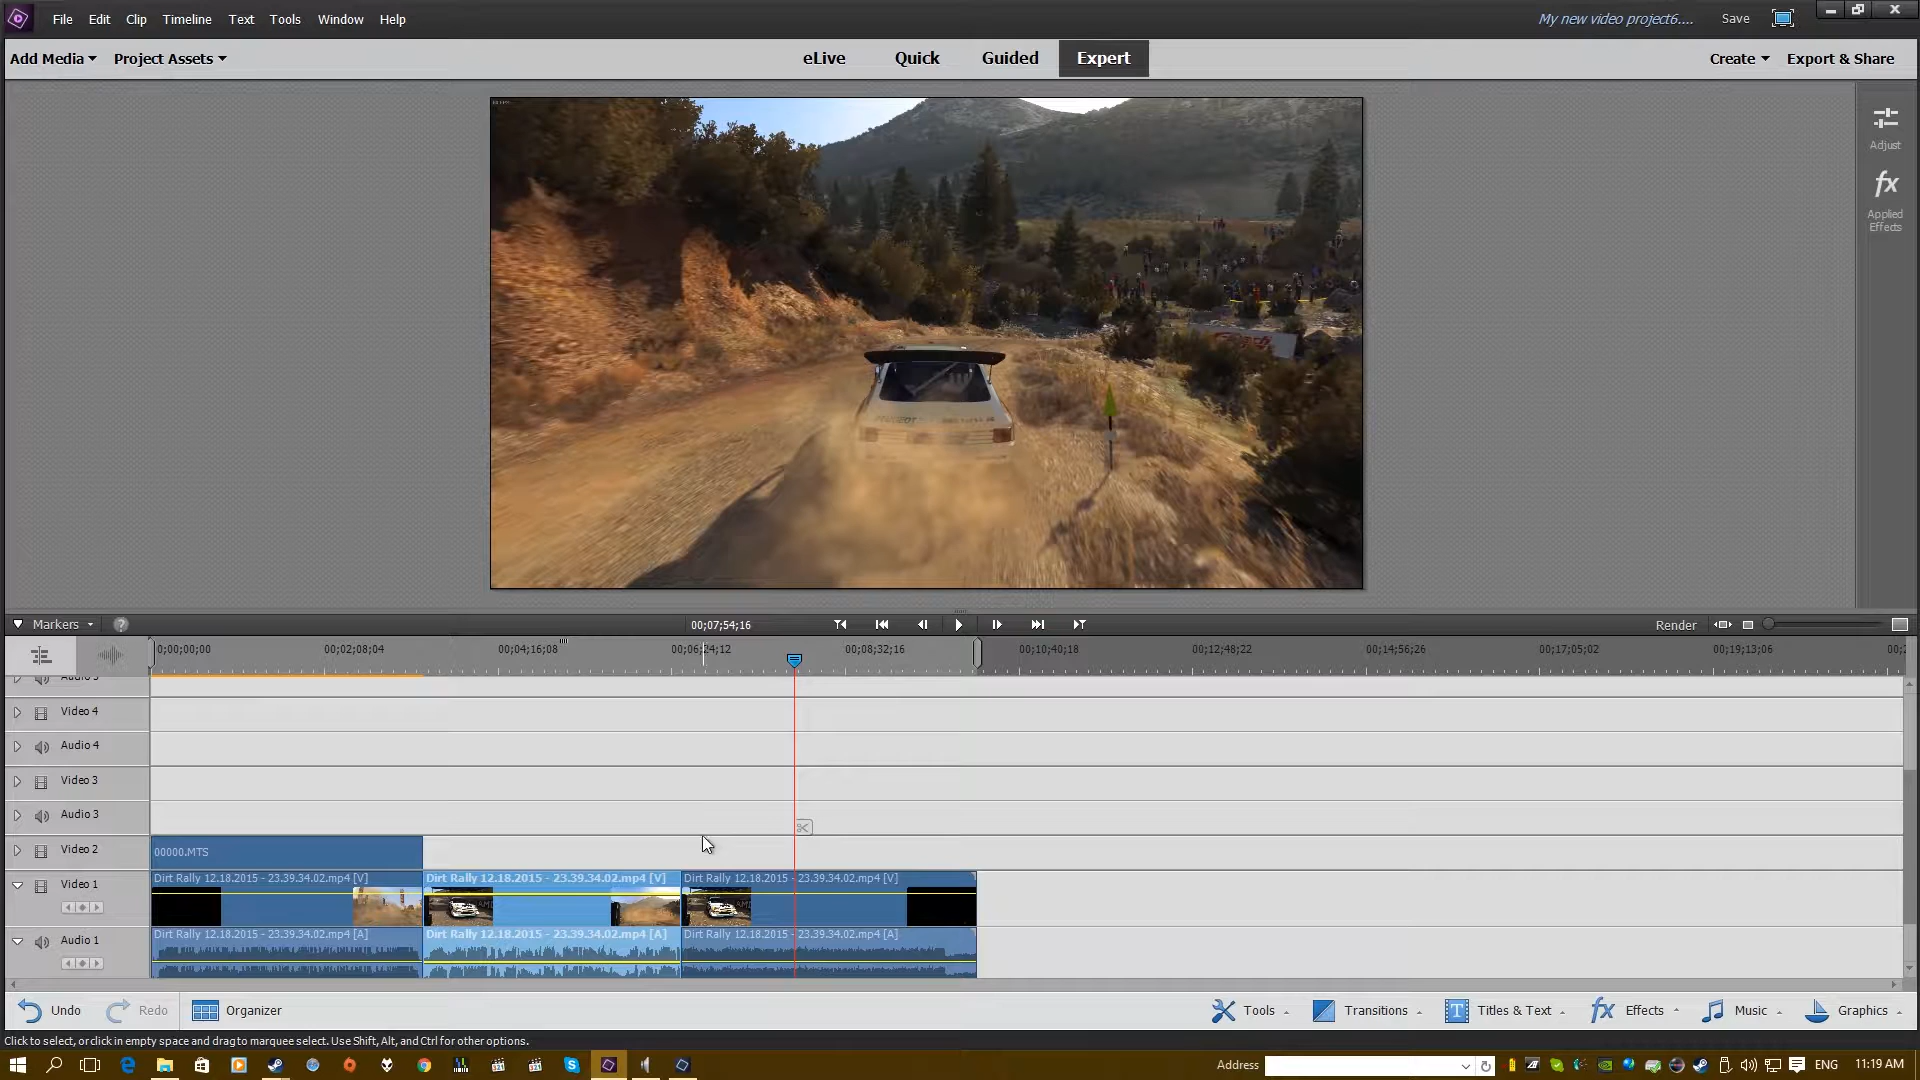 File Edit Clip Timeline Text Tools Window Help
My new video project6.... Save
Add Media Project Assets eLive Quick Guided Expert Create Export & Share
Adjust
fx
Applied
Effects
PEUGEOT
Markers ? 00;07;54;16 Render
0;00;00;00 00;02;08;04 00;04;16;08 00;06;24;12 00;08;32;16 00;10;40;18 00;12;48;22 00;14;56;26 00;17;05;02 00;19;13;06 00;2
Audio 5
Video 4
Audio 4
Video 3
Audio 3
Video 2 00000.MTS
Video 1 Dirt Rally 12.18.2015 - 23.39.34.02.mp4 [V] Dirt Rally 12.18.2015 - 23.39.34.02.mp4 [V] Dirt Rally 12.18.2015 - 23.39.34.02.mp4 [V]
Audio 1 Dirt Rally 12.18.2015 - 23.39.34.02.mp4 [A] Dirt Rally 12.18.2015 - 23.39.34.02.mp4 [A] Dirt Rally 12.18.2015 - 23.39.34.02.mp4 [A]
Undo Redo Organizer Tools Transitions T Titles & Text fx Effects Music Graphics
Click to select, or click in empty space and drag to marquee select. Use Shift, Alt, and Ctrl for other options.
Address ENG 11:19 AM